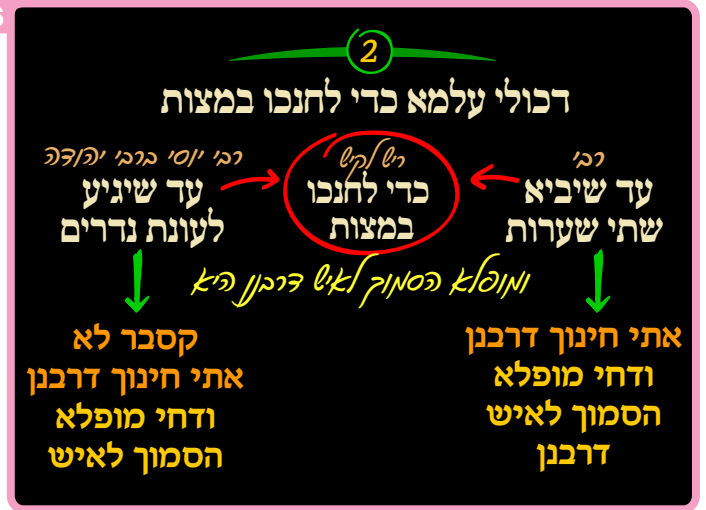 6
2
דכולי עלמא כדי לחנכו במצות
רבי
עד שיביא
שתי שערות
ריש לקיש
כדי לחנכו
במצות
רבי יוסי ברבי יהודה
עד שיגיע
לעונת נדרים
ומופלא הסמוך לאיש דרבנן היא
אתי חינוך דרבנן
ודחי מופלא
הסמוך לאיש
דרבנן
קסבר לא
אתי חינוך דרבנן
ודחי מופלא
הסמוך לאיש